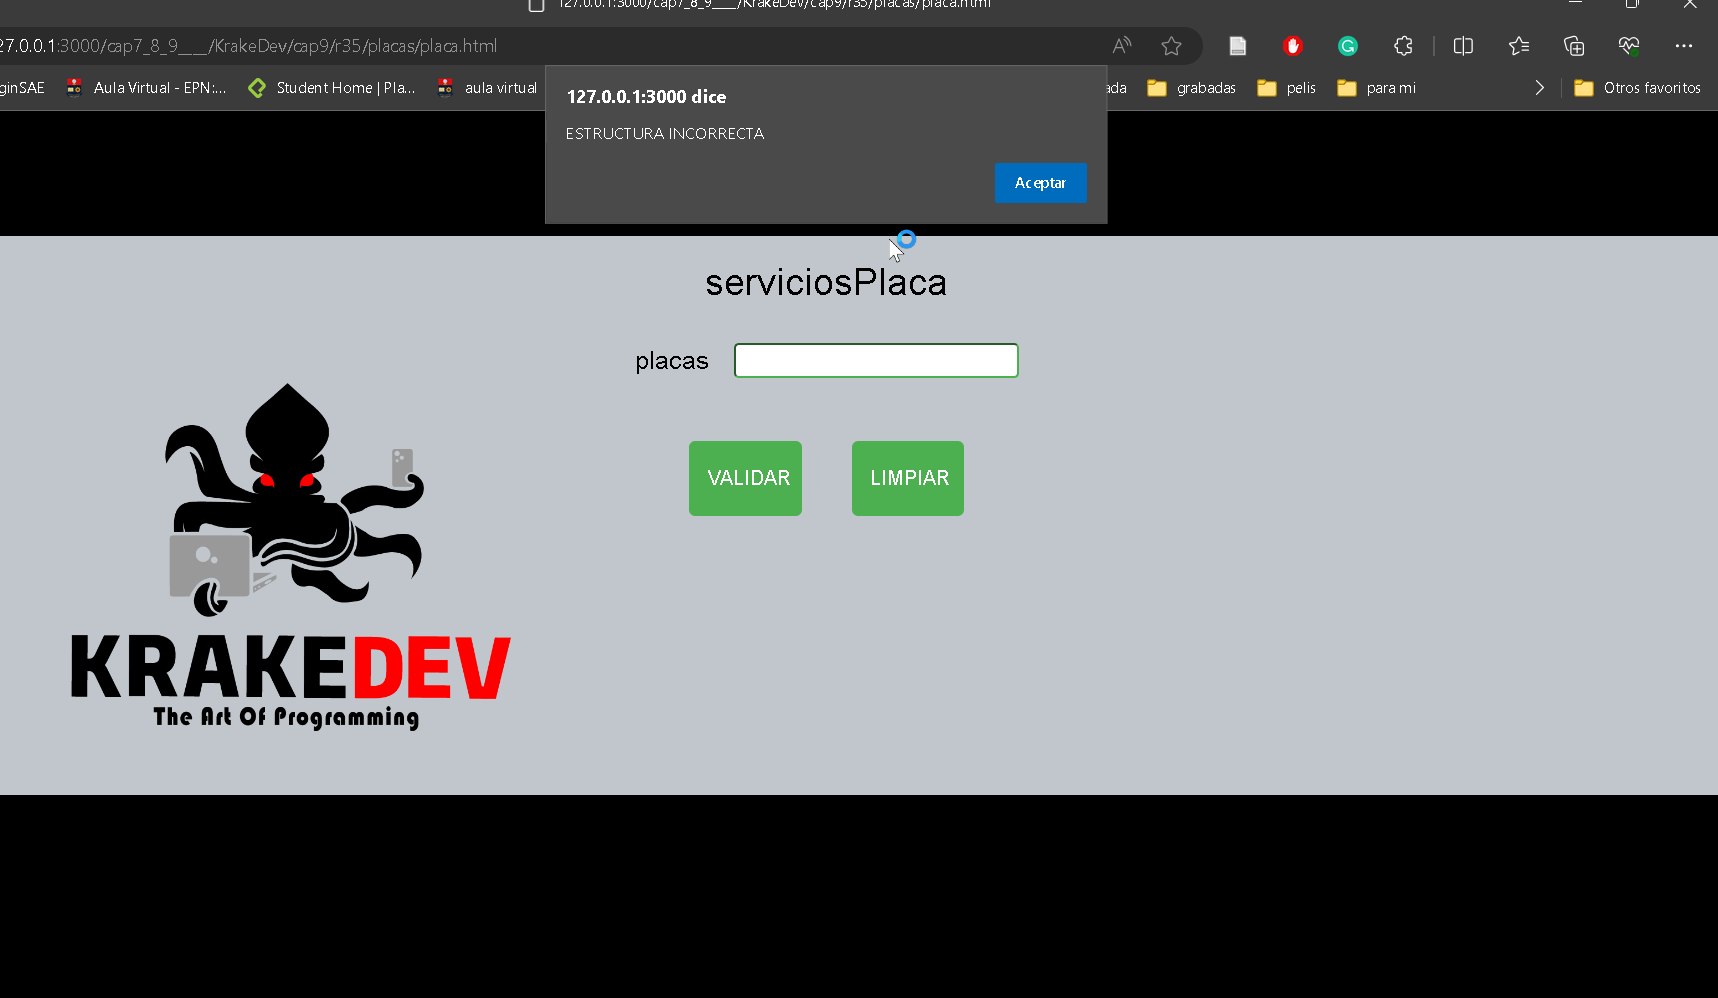 127.0.0.1:3000/cap7_8_9___/KrakeDev/cap9/r35/placas/placa.html
27.0.0.1:3000/cap7_8_9___/KrakeDev/cap9/r35/placas/placa.html
ginSAE
Aula Virtual - EPN:...
Student Home | Pla...
aula virtual
ada
grabadas
pelis
para mi
Otros favoritos
127.0.0.1:3000 dice
ESTRUCTURA INCORRECTA
Aceptar
serviciosPlaca
placas
VALIDAR
LIMPIAR
KRAKEDEV
The Art Of Programming